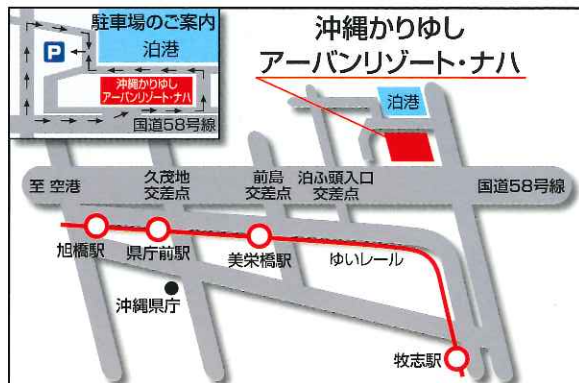 駐車場のご案内
P
泊港
沖縄かりゆし
アーバンリゾート・ナハ
国道58号線
沖縄かりゆし
アーバンリゾート・ナハ
泊港
至 空港
久茂地
交差点
前島
交差点
泊ふ頭入口
交差点
国道58号線
旭橋駅
県庁前駅
美栄橋駅
ゆいレール
沖縄県庁
牧志駅